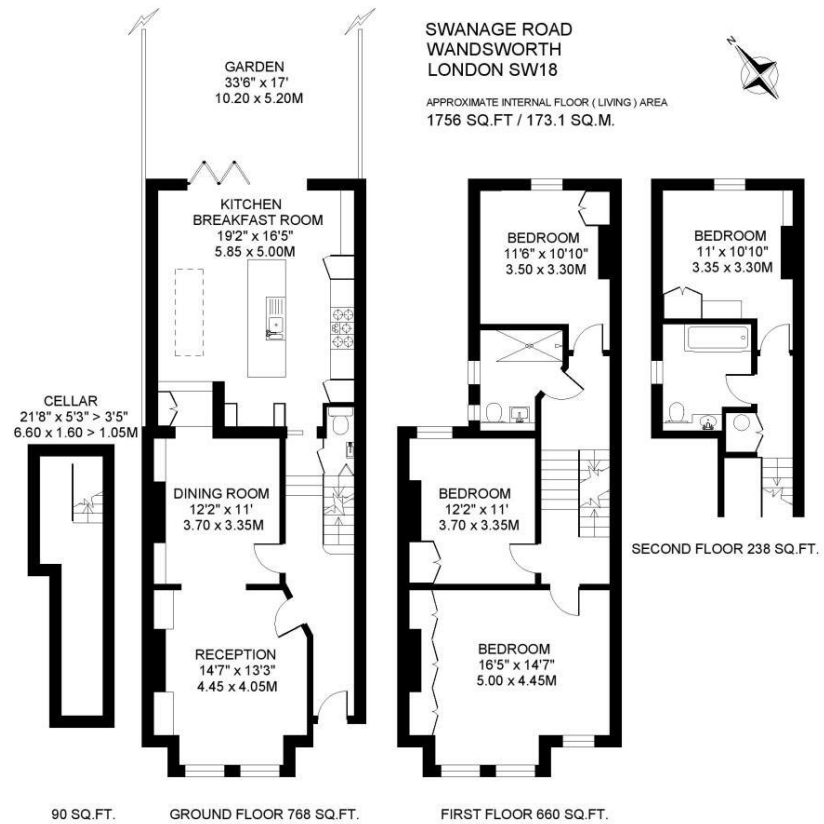 SWANAGE ROAD
WANDSWORTH
LONDON SW18
APPROXIMATE INTERNAL FLOOR ( LIVING ) AREA
1756 SQ.FT / 173.1 SQ.M.
N
GARDEN
33'6" x 17'
10.20 x 5.20M
KITCHEN
BREAKFAST ROOM
19'2" x 16'5"
5.85 x 5.00M
BEDROOM
11'6" x 10'10"
3.50 x 3.30M
BEDROOM
11' x 10'10"
3.35 x 3.30M
CELLAR
21'8" x 5'3" > 3'5"
6.60 x 1.60 > 1.05M
DINING ROOM
12'2" x 11'
3.70 x 3.35M
BEDROOM
12'2" x 11'
3.70 x 3.35M
SECOND FLOOR 238 SQ.FT.
RECEPTION
14'7" x 13'3"
4.45 x 4.05M
BEDROOM
16'5" x 14'7"
5.00 x 4.45M
90 SQ.FT.
GROUND FLOOR 768 SQ.FT.
FIRST FLOOR 660 SQ.FT.